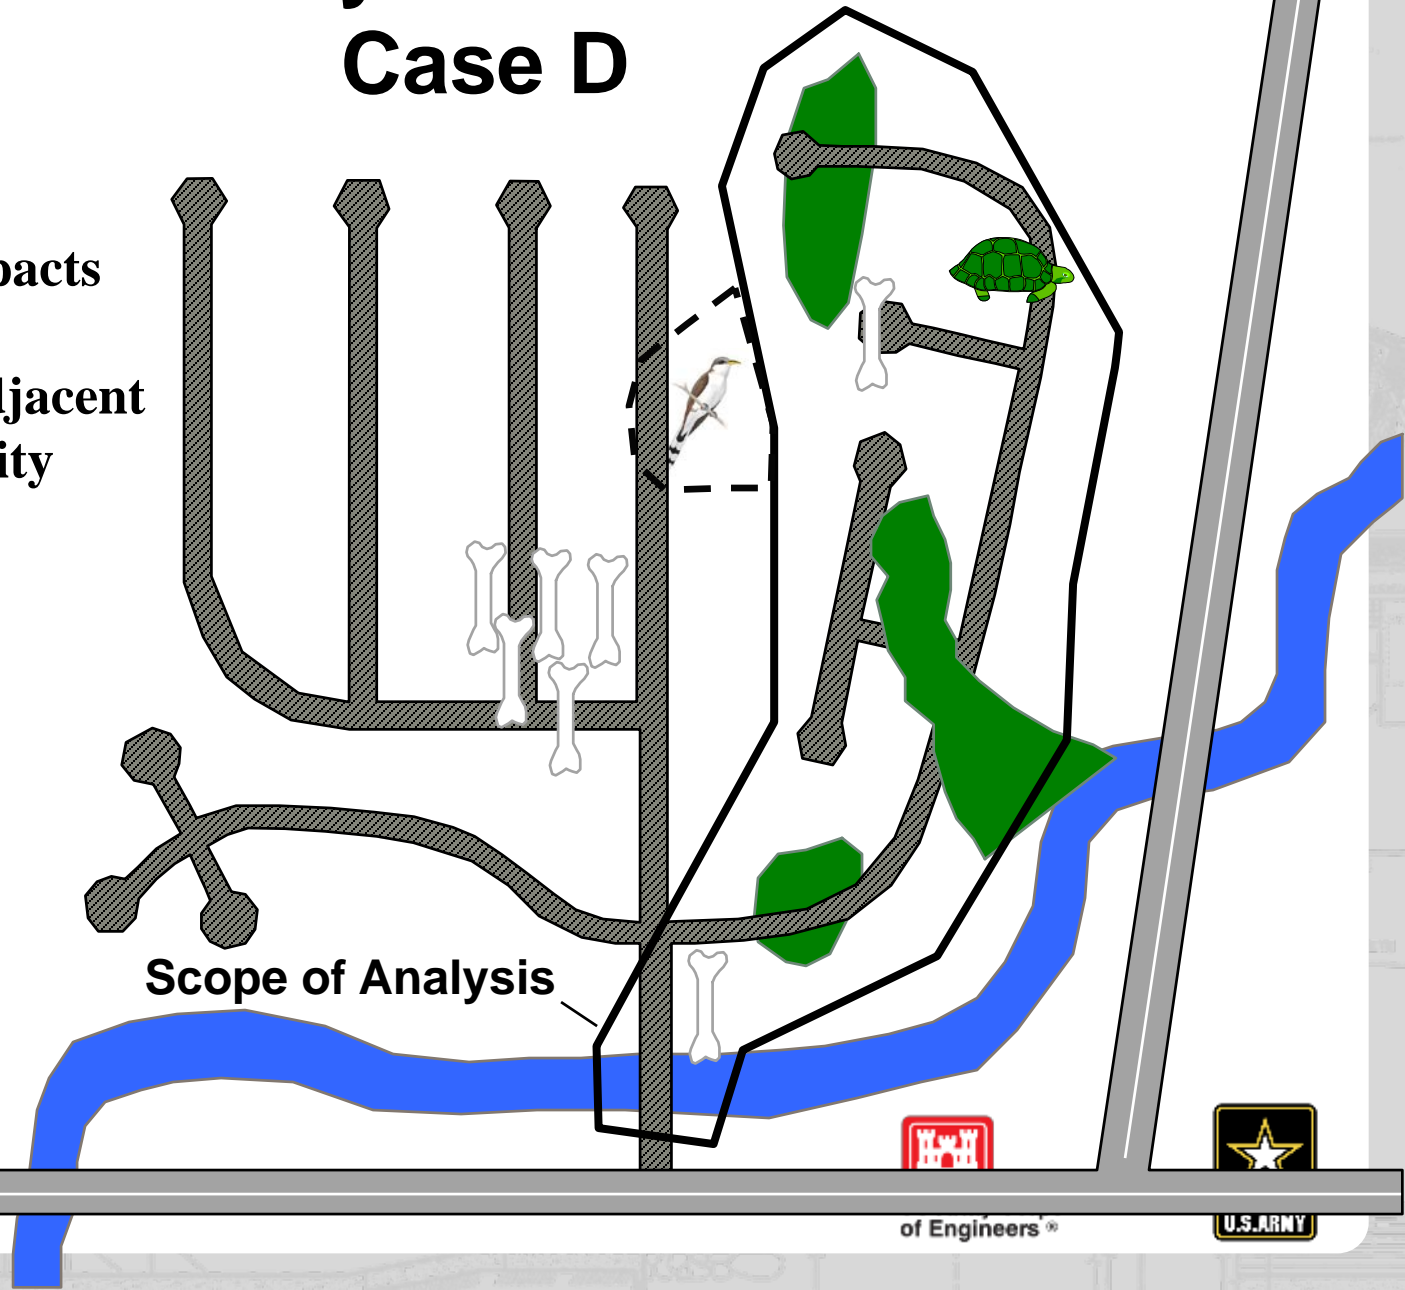 Case D
pacts
djacent
ity
Scope of Analysis
of Engineers ®
U.S.ARMY